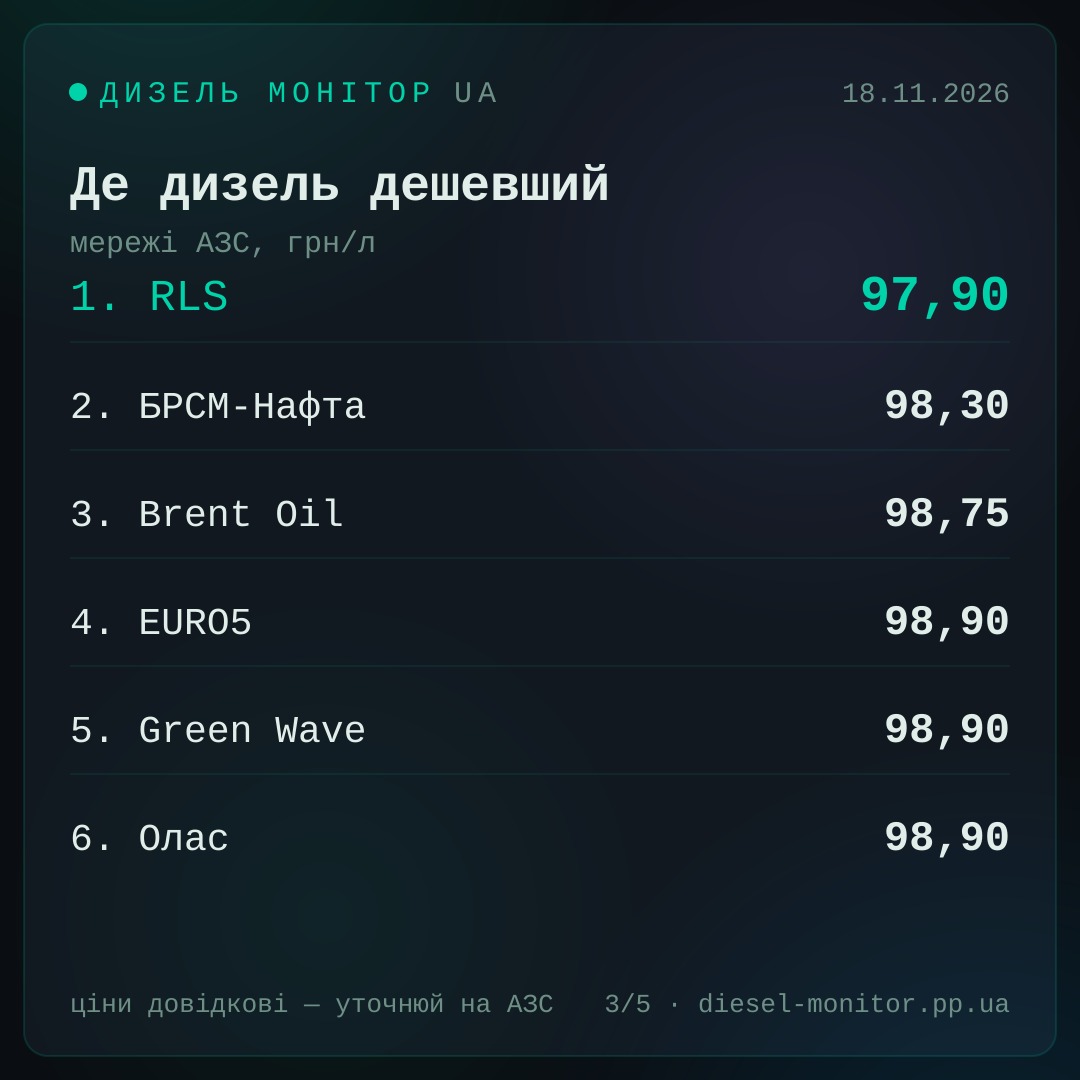 ДИЗЕЛЬ МОНІТОР UA 18.11.2026
Де дизель дешевший
мережі АЗС, грн/л
1. RLS 97,90
2. БРСМ-Нафта 98,30
3. Brent Oil 98,75
4. EURO5 98,90
5. Green Wave 98,90
6. Олас 98,90
ціни довідкові — уточнюй на АЗС 3/5 · diesel-monitor.pp.ua